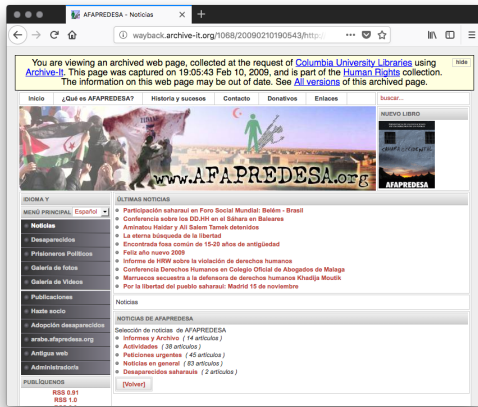 AFAPREDESA - Noticias
wayback.archive-it.org/1068/20090210190543/http:/
You are viewing an archived web page, collected at the request of Columbia University Libraries using
Archive-It. This page was captured on 19:05:43 Feb 10, 2009, and is part of the Human Rights collection.
The information on this web page may be out of date. See All versions of this archived page.
hide
Inicio ¿Qué es AFAPREDESA? Historia y sucesos Contacto Donativos Enlaces
buscar...
NUEVO LIBRO
www.AFAPREDESA.org
AFAPREDESA
IDIOMA Y
MENÚ PRINCIPAL Español
Noticias
Desaparecidos
Prisioneros Políticos
Galeria de fotos
Galeria de Videos
Publicaciones
Hazte socio
Adopción desaparecidos
arabe.afapredesa.org
Antigua web
Administrador/a
PUBLÍQUENOS
RSS 0.91
RSS 1.0
ÚLTIMAS NOTICIAS
Participación saharaui en Foro Social Mundial: Belém - Brasil
Conferencia sobre los DD.HH en el Sáhara en Baleares
Aminatou Haidar y Ali Salem Tamek detenidos
La eterna búsqueda de la libertad
Encontrada fosa común de 15-20 años de antigüedad
Feliz año nuevo 2009
Informe de HRW sobre la violación de derechos humanos
Conferencia Derechos Humanos en Colegio Oficial de Abogados de Malaga
Marruecos secuestra a la defensora de derechos humanos Khadija Moutik
Por la libertad del pueblo saharaui: Madrid 15 de noviembre
Noticias
NOTICIAS DE AFAPREDESA
Selección de noticias de AFAPREDESA
Informes y Archivo ( 14 artículos )
Actividades ( 38 artículos )
Peticiones urgentes ( 45 artículos )
Noticias en general ( 83 artículos )
Desaparecidos saharauis ( 2 artículos )
[Volver]